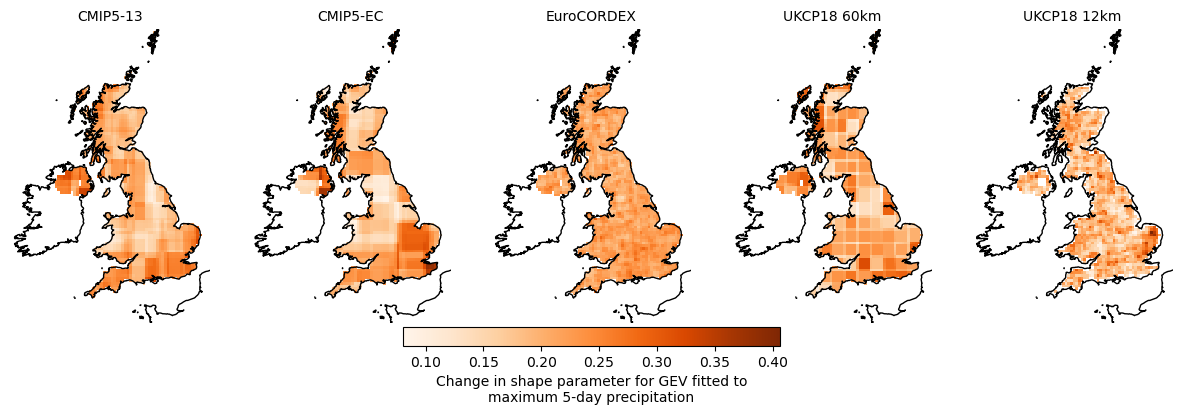 CMIP5-13
CMIP5-EC
EuroCORDEX
UKCP18 60km
UKCP18 12km
0.10 0.15 0.20 0.25 0.30 0.35 0.40
Change in shape parameter for GEV fitted to
maximum 5-day precipitation